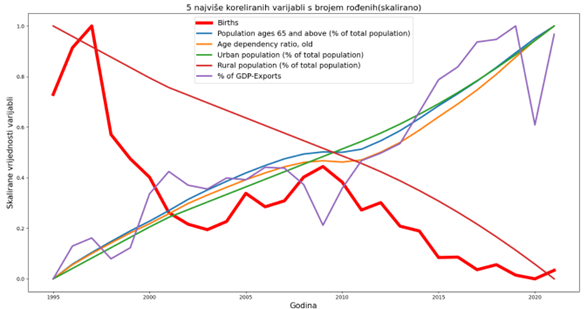 5 najviše koreliranih varijabli s brojem rođenih(skalirano)
Births
Population ages 65 and above (% of total population)
Age dependency ratio, old
Urban population (% of total population)
Rural population (% of total population)
% of GDP-Exports
Skalirane vrijednosti varijabli
1.0
0.8
0.6
0.4
0.2
0.0
1995
2000
2005
2010
2015
2020
Godina